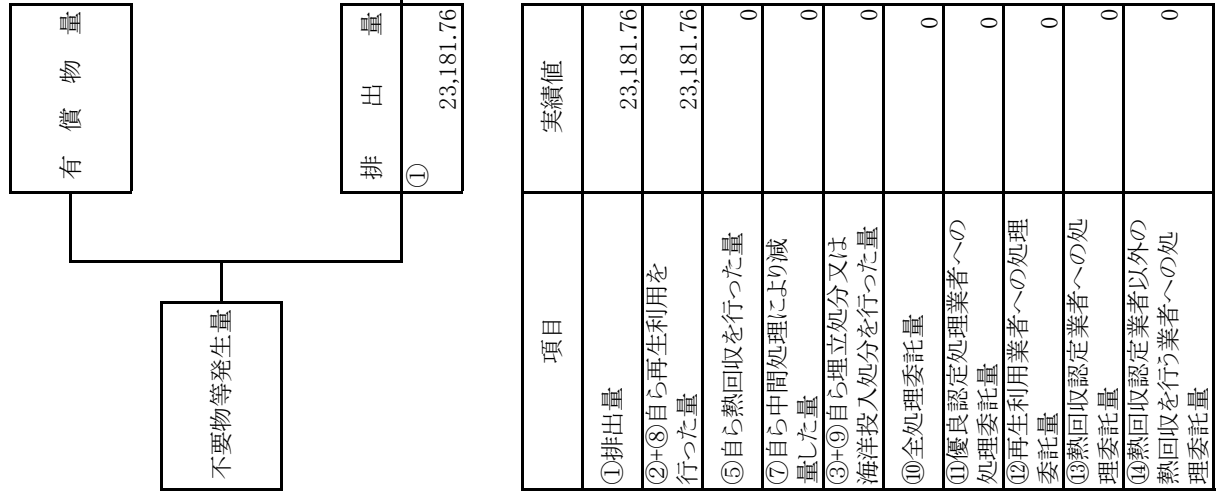 有償物量
排出量
①
23,181.76
不要物等発生量
項目
実績値
①排出量
23,181.76
②+⑧自ら再生利用を
行った量
23,181.76
⑤自ら熱回収を行った量
0
⑦自ら中間処理により減
量した量
0
③+⑨自ら埋立処分又は
海洋投入処分を行った量
0
⑩全処理委託量
0
⑪優良認定処理業者への
処理委託量
0
⑫再生利用業者への処理
委託量
0
⑬熱回収認定業者への処
理委託量
0
⑭熱回収認定業者以外の
熱回収を行う業者への処
理委託量
0